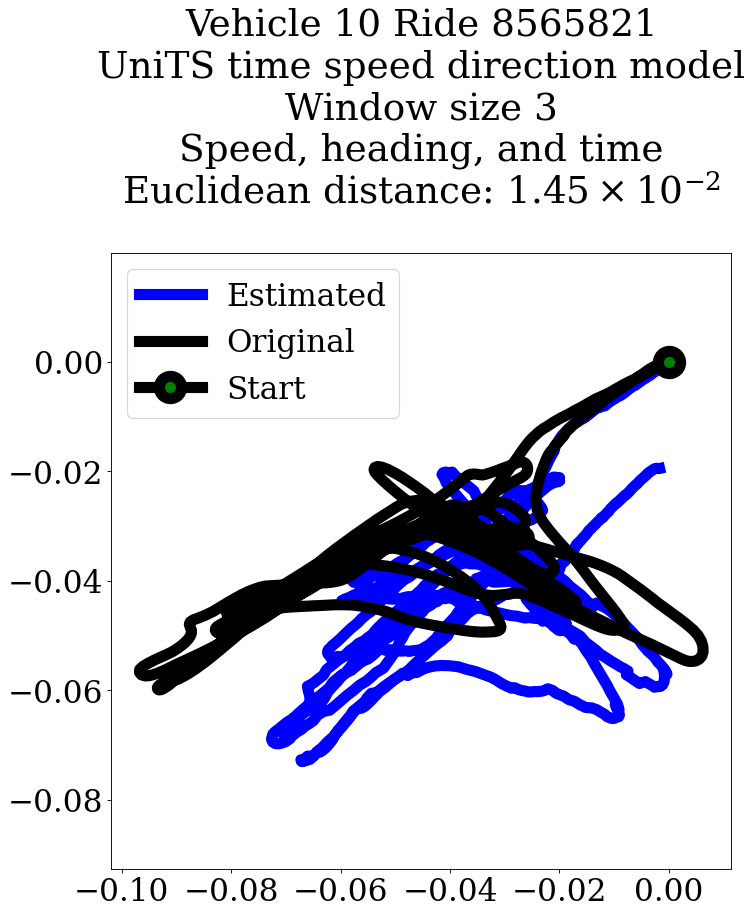 Vehicle 10 Ride 8565821
UniTS time speed direction model
Window size 3
Speed, heading, and time
Euclidean distance: 1.45 × 10⁻²
Estimated
Original
Start
0.00
−0.02
−0.04
−0.06
−0.08
−0.10 −0.08 −0.06 −0.04 −0.02 0.00